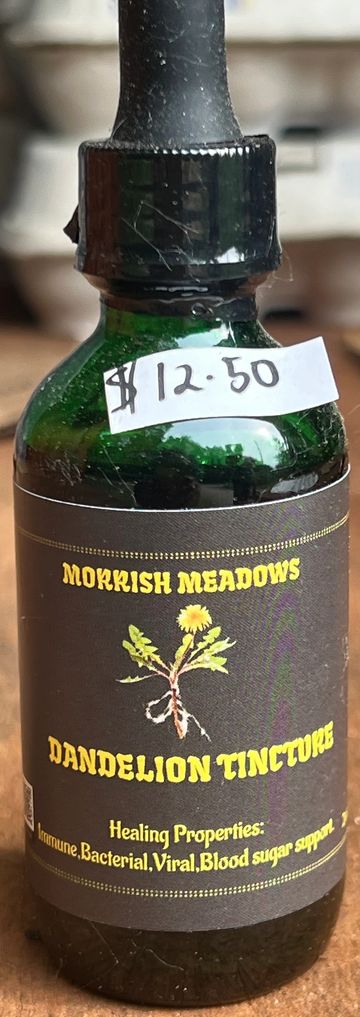 $12.50
MORRISH MEADOWS
DANDELION TINCTURE
Healing Properties:
Immune,Bacterial,Viral,Blood sugar support.